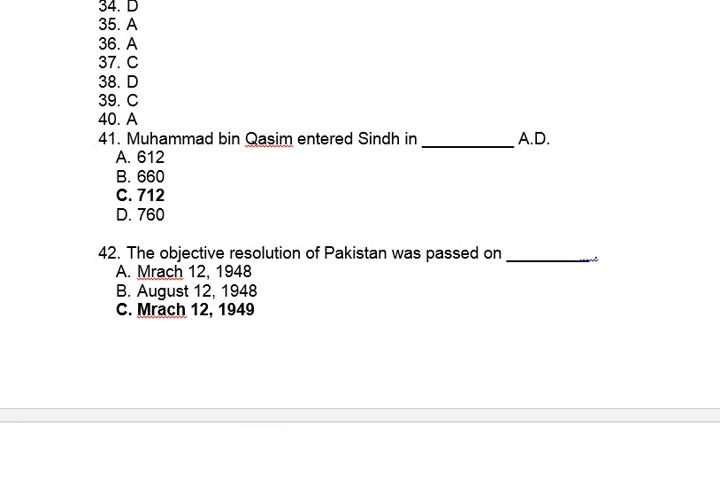 34. D
35. A
36. A
37. C
38. D
39. C
40. A
41. Muhammad bin Qasim entered Sindh in __________ A.D.
A. 612
B. 660
C. 712
D. 760
42. The objective resolution of Pakistan was passed on __________.
A. Mrach 12, 1948
B. August 12, 1948
C. Mrach 12, 1949